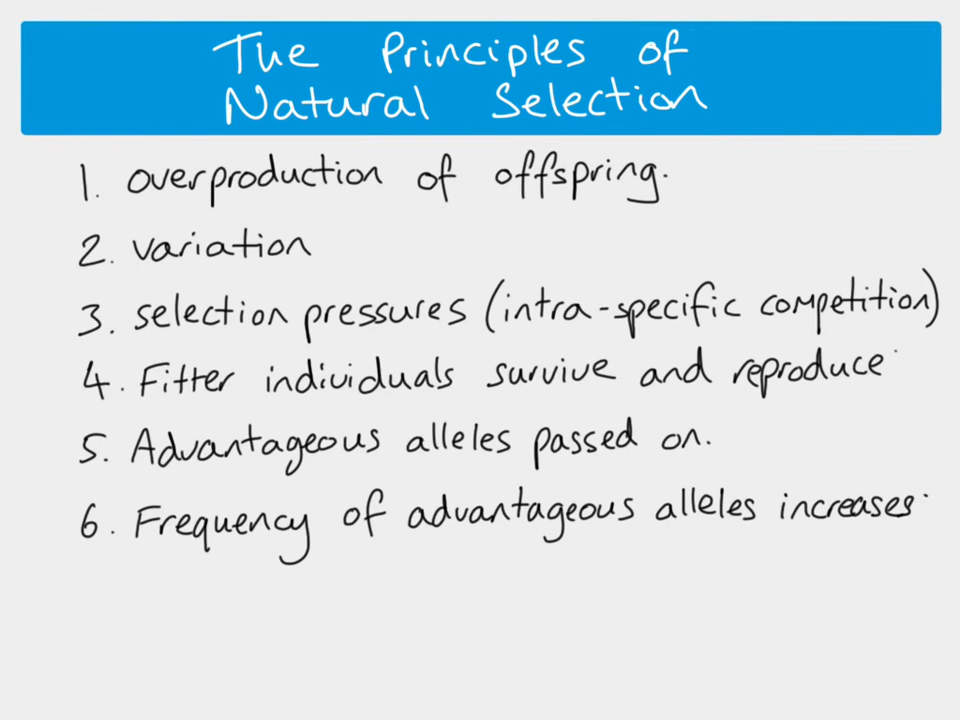 The Principles of
Natural Selection
1. overproduction of offspring.
2. variation
3. selection pressures (intra-specific competition)
4. Fitter individuals survive and reproduce.
5. Advantageous alleles passed on.
6. Frequency of advantageous alleles increases.